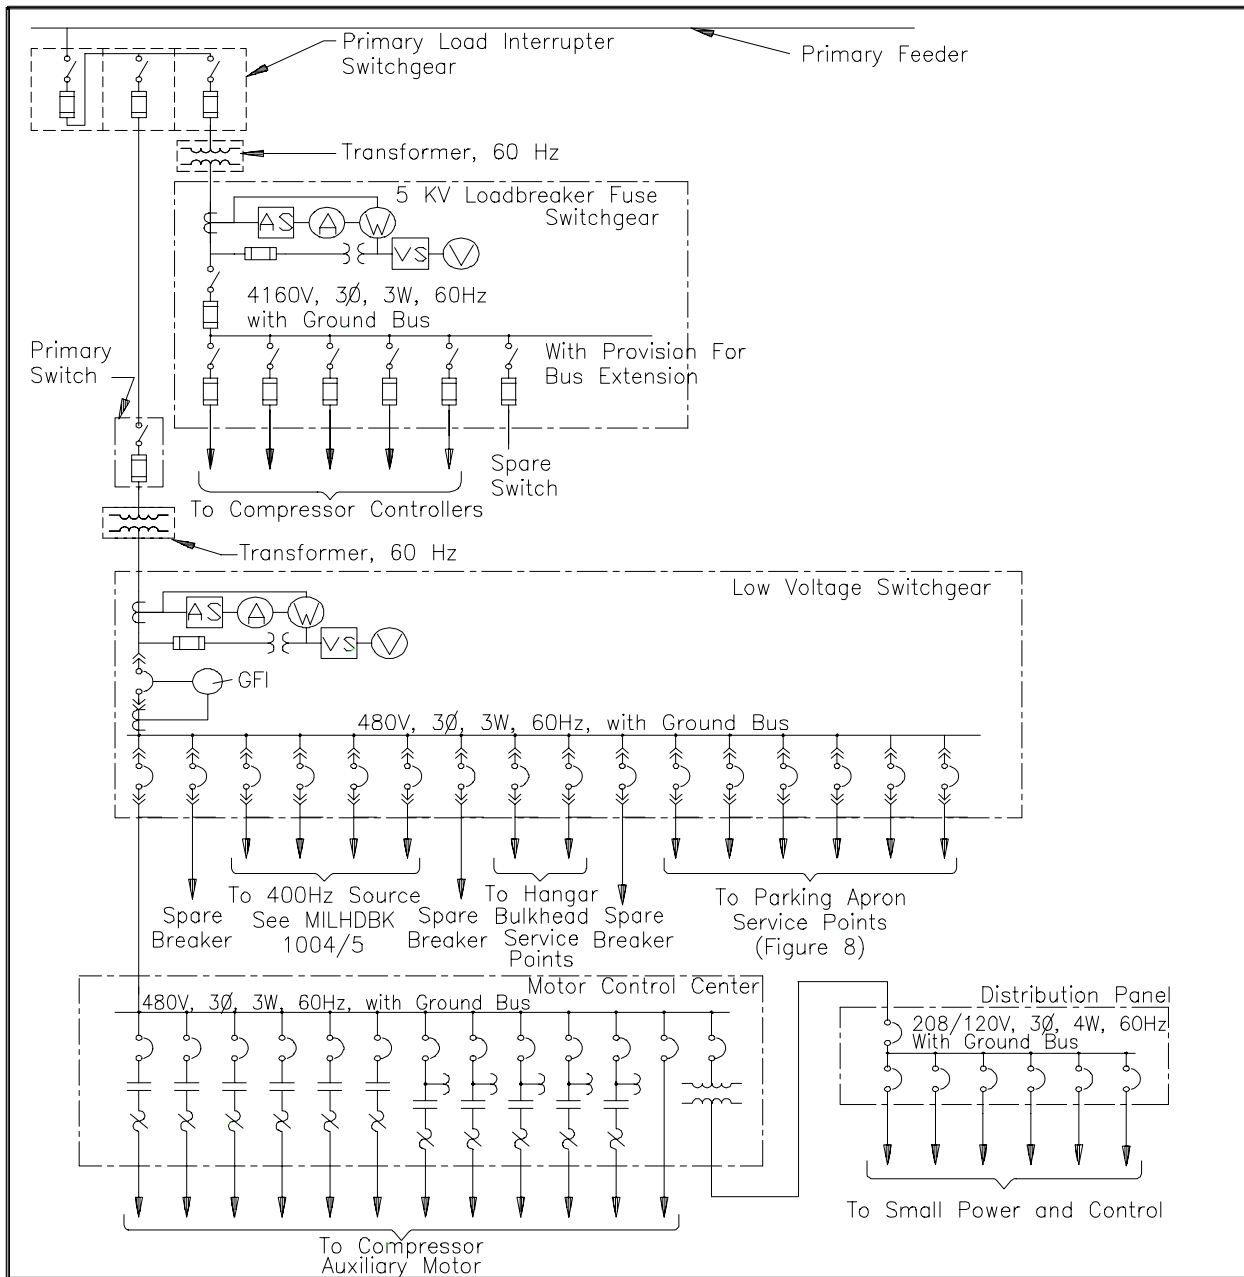 Primary Load Interrupter
Switchgear
Primary Feeder
Transformer, 60 Hz
5 KV Loadbreaker Fuse
Switchgear
AS
A
W
VS
V
4160V, 3Ø, 3W, 60Hz
with Ground Bus
Primary
Switch
With Provision For
Bus Extension
Spare
Switch
To Compressor Controllers
Transformer, 60 Hz
Low Voltage Switchgear
AS
A
W
VS
V
GFI
480V, 3Ø, 3W, 60Hz, with Ground Bus
Spare
Breaker
To 400Hz Source
See MILHDBK
1004/5
Spare
Breaker
To Hangar
Bulkhead
Service
Points
Spare
Breaker
To Parking Apron
Service Points
(Figure 8)
Motor Control Center
480V, 3Ø, 3W, 60Hz, with Ground Bus
Distribution Panel
208/120V, 3Ø, 4W, 60Hz
With Ground Bus
To Small Power and Control
To Compressor
Auxiliary Motor